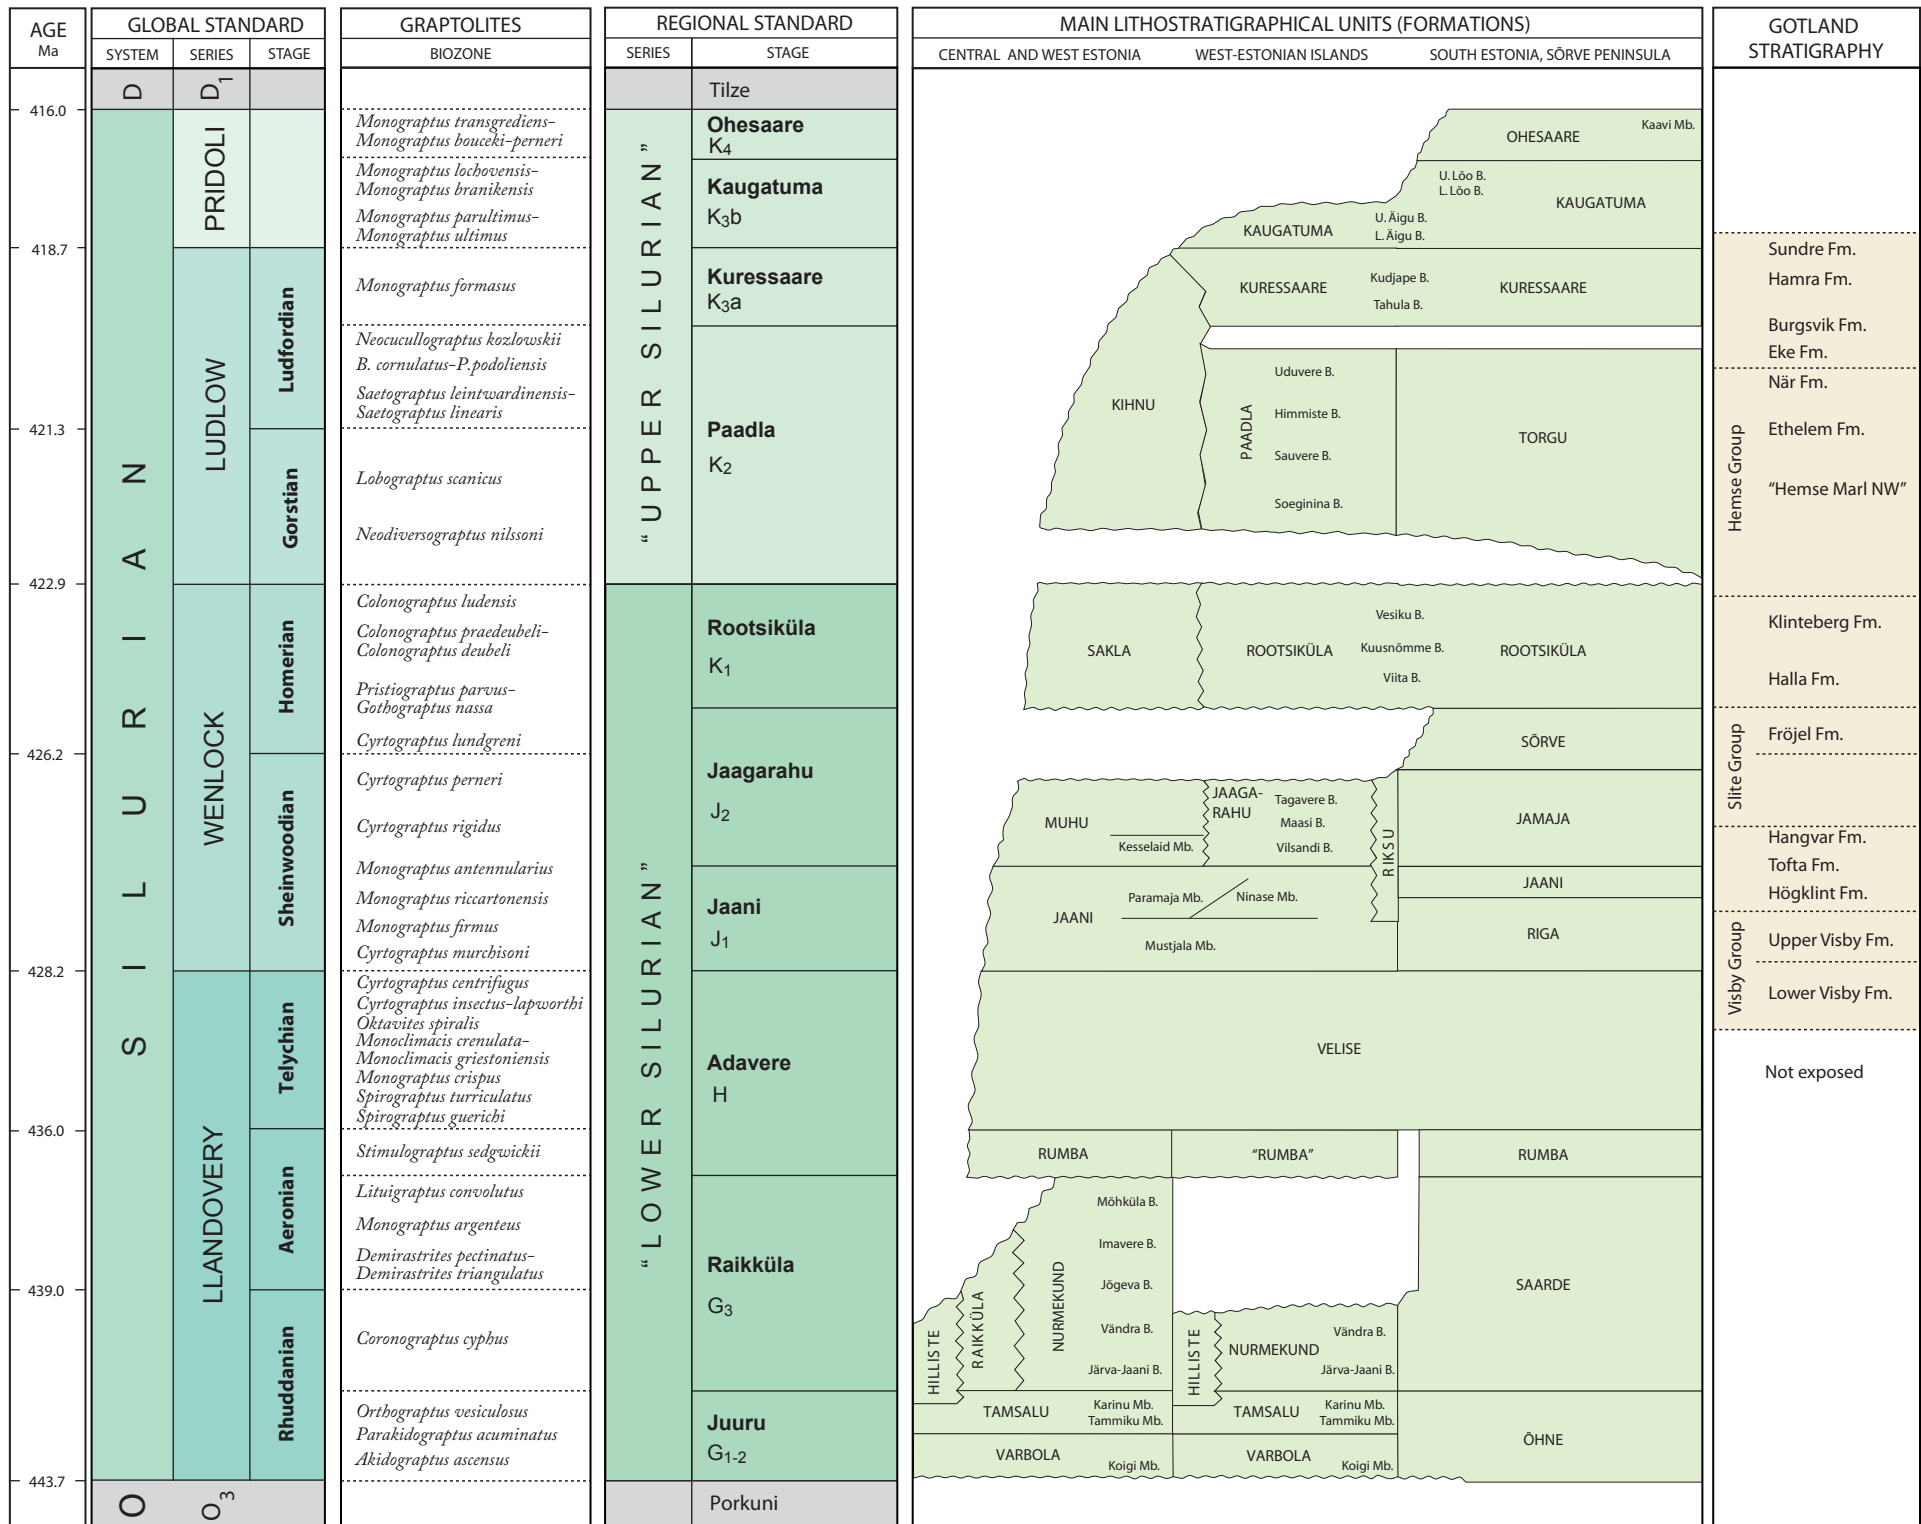 AGE
Ma
GLOBAL STANDARD
SYSTEM
SERIES
STAGE
GRAPTOLITES
BIOZONE
REGIONAL STANDARD
SERIES
STAGE
MAIN LITHOSTRATIGRAPHICAL UNITS (FORMATIONS)
CENTRAL AND WEST ESTONIA
WEST-ESTONIAN ISLANDS
SOUTH ESTONIA, SÕRVE PENINSULA
GOTLAND
STRATIGRAPHY
416.0
418.7
421.3
422.9
426.2
428.2
436.0
439.0
443.7
D
SILURIAN
O
D1
PRIDOLI
LUDLOW
WENLOCK
LLANDOVERY
O3
Ludfordian
Gorstian
Homerian
Sheinwoodian
Telychian
Aeronian
Rhuddanian
Monograptus transgrediens-
Monograptus bouceki-perneri
Monograptus lochovensis-
Monograptus branikensis
Monograptus parultimus-
Monograptus ultimus
Monograptus formasus
Neocucullograptus kozlowskii
B. cornulatus-P.podoliensis
Saetograptus leintwardinensis-
Saetograptus linearis
Lobograptus scanicus
Neodiversograptus nilssoni
Colonograptus ludensis
Colonograptus praedeubeli-
Colonograptus deubeli
Pristiograptus parvus-
Gothograptus nassa
Cyrtograptus lundgreni
Cyrtograptus perneri
Cyrtograptus rigidus
Monograptus antennularius
Monograptus riccartonensis
Monograptus firmus
Cyrtograptus murchisoni
Cyrtograptus centrifugus
Cyrtograptus insectus-lapworthi
Oktavites spiralis
Monoclimacis crenulata-
Monoclimacis griestoniensis
Monograptus crispus
Spirograptus turriculatus
Spirograptus guerichi
Stimulograptus sedgwickii
Lituigraptus convolutus
Monograptus argenteus
Demirastrites pectinatus-
Demirastrites triangulatus
Coronograptus cyphus
Orthograptus vesiculosus
Parakidograptus acuminatus
Akidograptus ascensus
"UPPER SILURIAN"
"LOWER SILURIAN"
Tilze
Ohesaare
K4
Kaugatuma
K3b
Kuressaare
K3a
Paadla
K2
Rootsiküla
K1
Jaagarahu
J2
Jaani
J1
Adavere
H
Raikküla
G3
Juuru
G1-2
Porkuni
OHESAARE
Kaavi Mb.
U. Lõo B.
L. Lõo B.
KAUGATUMA
KAUGATUMA
U. Äigu B.
L. Äigu B.
KURESSAARE
Kudjape B.
Tahula B.
KURESSAARE
KIHNU
PAADLA
Uduvere B.
Himmiste B.
Sauvere B.
Soeginina B.
TORGU
SAKLA
ROOTSIKÜLA
Vesiku B.
Kuusnõmme B.
Viita B.
ROOTSIKÜLA
SÕRVE
MUHU
Kesselaid Mb.
JAAGA-
RAHU
Tagavere B.
Maasi B.
Vilsandi B.
RIKSU
JAMAJA
JAANI
Paramaja Mb.
Ninase Mb.
Mustjala Mb.
JAANI
RIGA
VELISE
RUMBA
"RUMBA"
RUMBA
HILLISTE
RAIKKÜLA
NURMEKUND
Mõhküla B.
Imavere B.
Jõgeva B.
Vändra B.
Järva-Jaani B.
HILLISTE
NURMEKUND
Vändra B.
Järva-Jaani B.
SAARDE
TAMSALU
Karinu Mb.
Tammiku Mb.
TAMSALU
Karinu Mb.
Tammiku Mb.
VARBOLA
Koigi Mb.
VARBOLA
Koigi Mb.
ÕHNE
Sundre Fm.
Hamra Fm.
Burgsvik Fm.
Eke Fm.
Hemse Group
När Fm.
Ethelem Fm.
"Hemse Marl NW"
Klinteberg Fm.
Halla Fm.
Slite Group
Fröjel Fm.
Hangvar Fm.
Tofta Fm.
Högklint Fm.
Visby Group
Upper Visby Fm.
Lower Visby Fm.
Not exposed